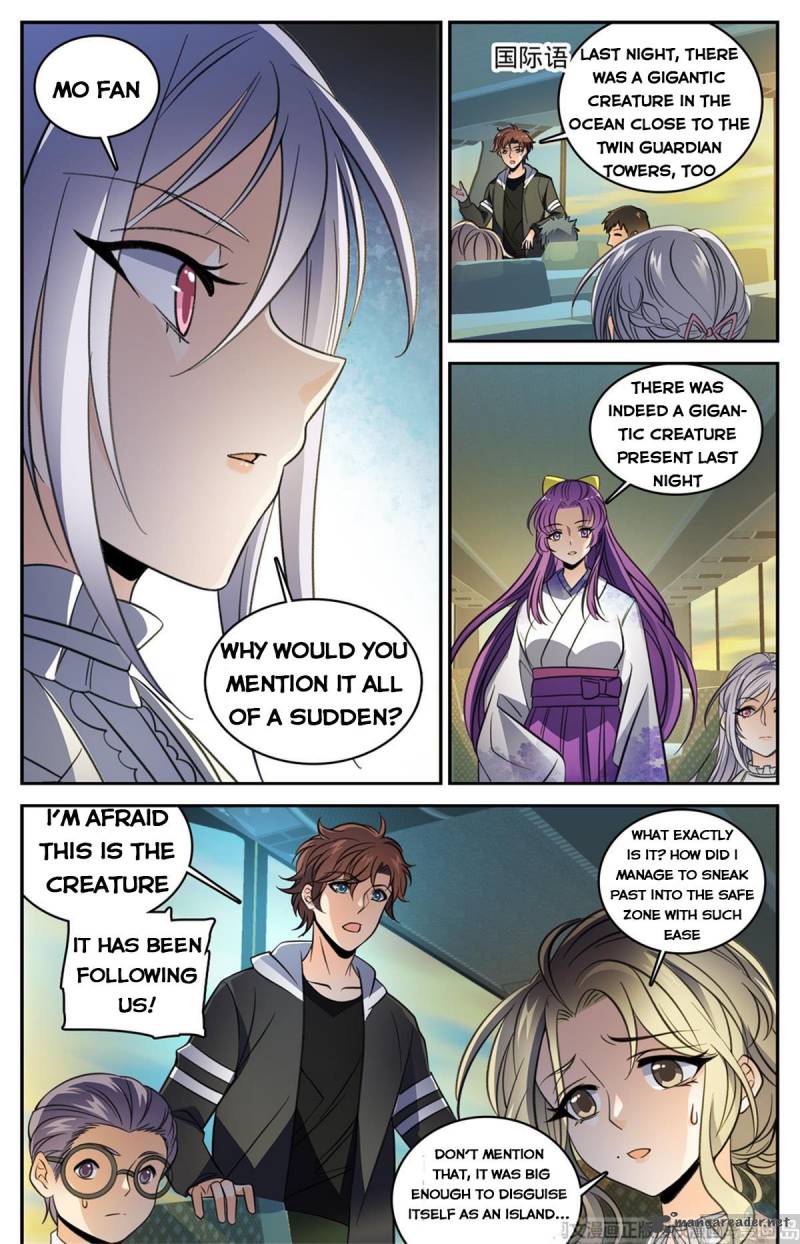 MO FAN
WHY WOULD YOU
MENTION IT ALL
OF A SUDDEN?
国际语
LAST NIGHT, THERE
WAS A GIGANTIC
CREATURE IN THE
OCEAN CLOSE TO THE
TWIN GUARDIAN
TOWERS, TOO
THERE WAS
INDEED A GIGAN-
TIC CREATURE
PRESENT LAST
NIGHT
I'M AFRAID
THIS IS THE
CREATURE
IT HAS BEEN
FOLLOWING
US!
WHAT EXACTLY
IS IT? HOW DID I
MANAGE TO SNEAK
PAST INTO THE SAFE
ZONE WITH SUCH
EASE
DON'T MENTION
THAT, IT WAS BIG
ENOUGH TO DISGUISE
ITSELF AS AN ISLAND...
mangareader.net